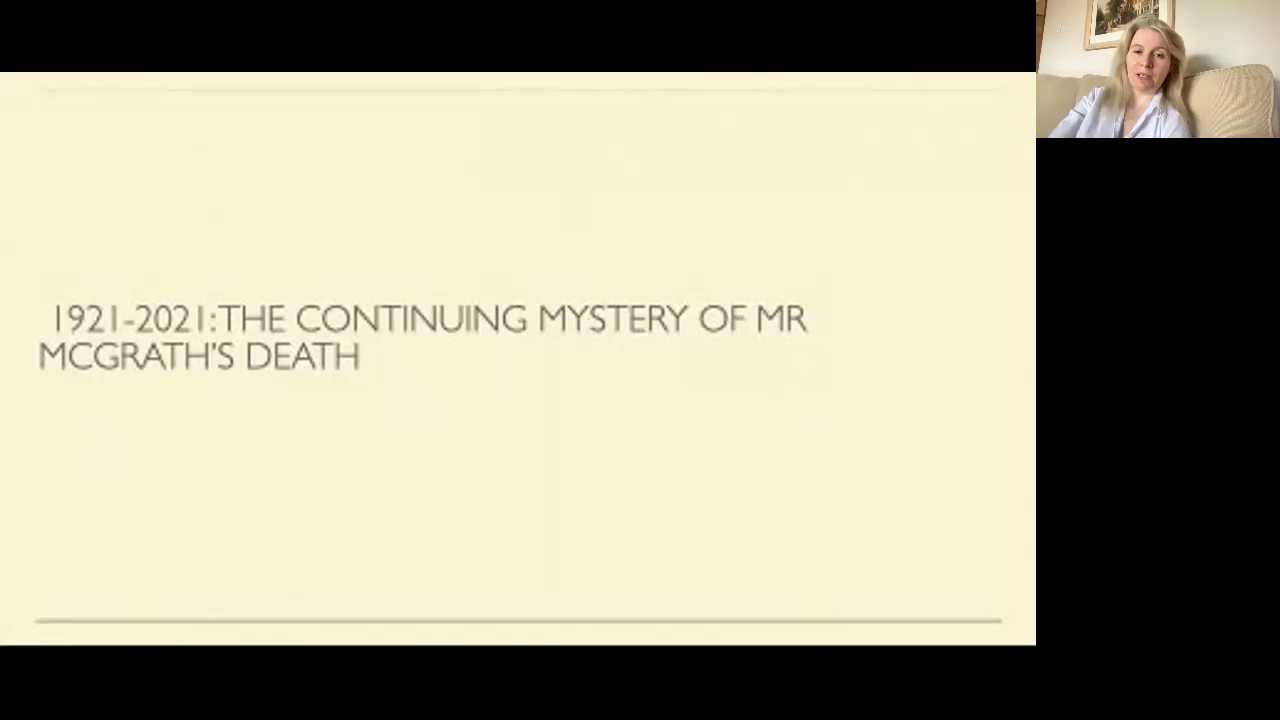 1921-2021: THE CONTINUING MYSTERY OF MR
MCGRATH'S DEATH